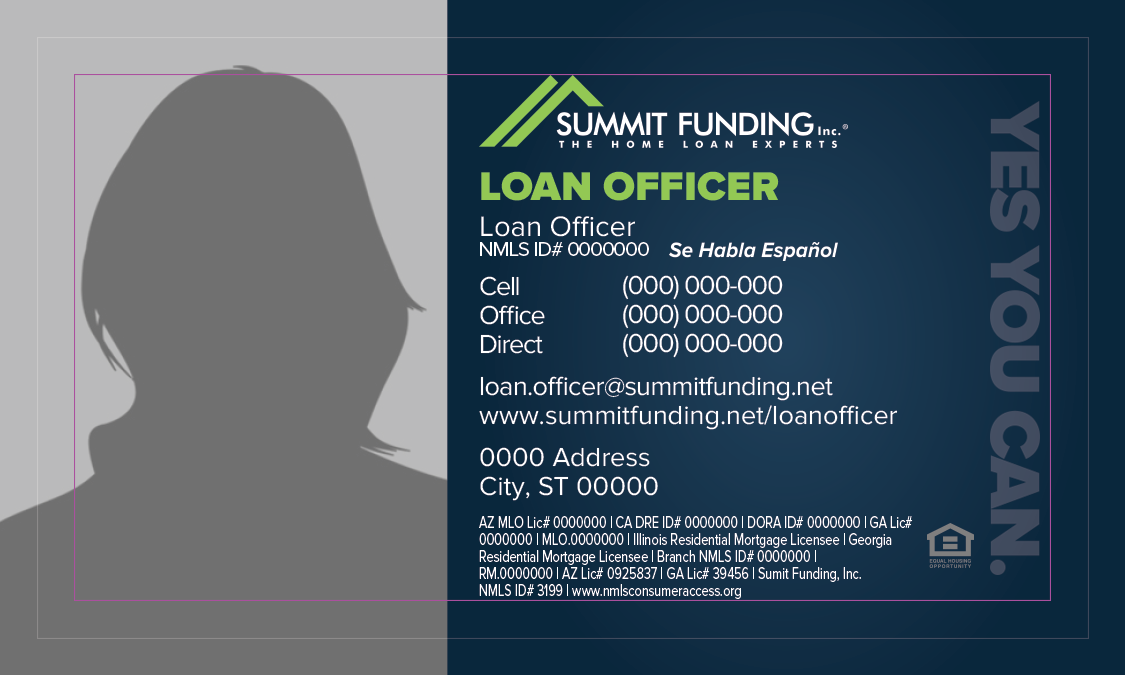 SUMMIT FUNDING Inc.®
THE HOME LOAN EXPERTS
LOAN OFFICER
Loan Officer
NMLS ID# 0000000 Se Habla Español
Cell (000) 000-000
Office (000) 000-000
Direct (000) 000-000
loan.officer@summitfunding.net
www.summitfunding.net/loanofficer
0000 Address
City, ST 00000
AZ MLO Lic# 0000000 | CA DRE ID# 0000000 | DORA ID# 0000000 | GA Lic#
0000000 | MLO.0000000 | Illinois Residential Mortgage Licensee | Georgia
Residential Mortgage Licensee | Branch NMLS ID# 0000000 |
RM.0000000 | AZ Lic# 0925837 | GA Lic# 39456 | Sumit Funding, Inc.
NMLS ID# 3199 | www.nmlsconsumeraccess.org
EQUAL HOUSING
OPPORTUNITY
YES YOU CAN.